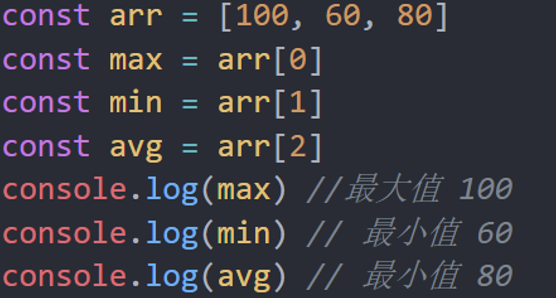 const arr = [100, 60, 80]
const max = arr[0]
const min = arr[1]
const avg = arr[2]
console.log(max) //最大值 100
console.log(min) // 最小值 60
console.log(avg) // 最小值 80